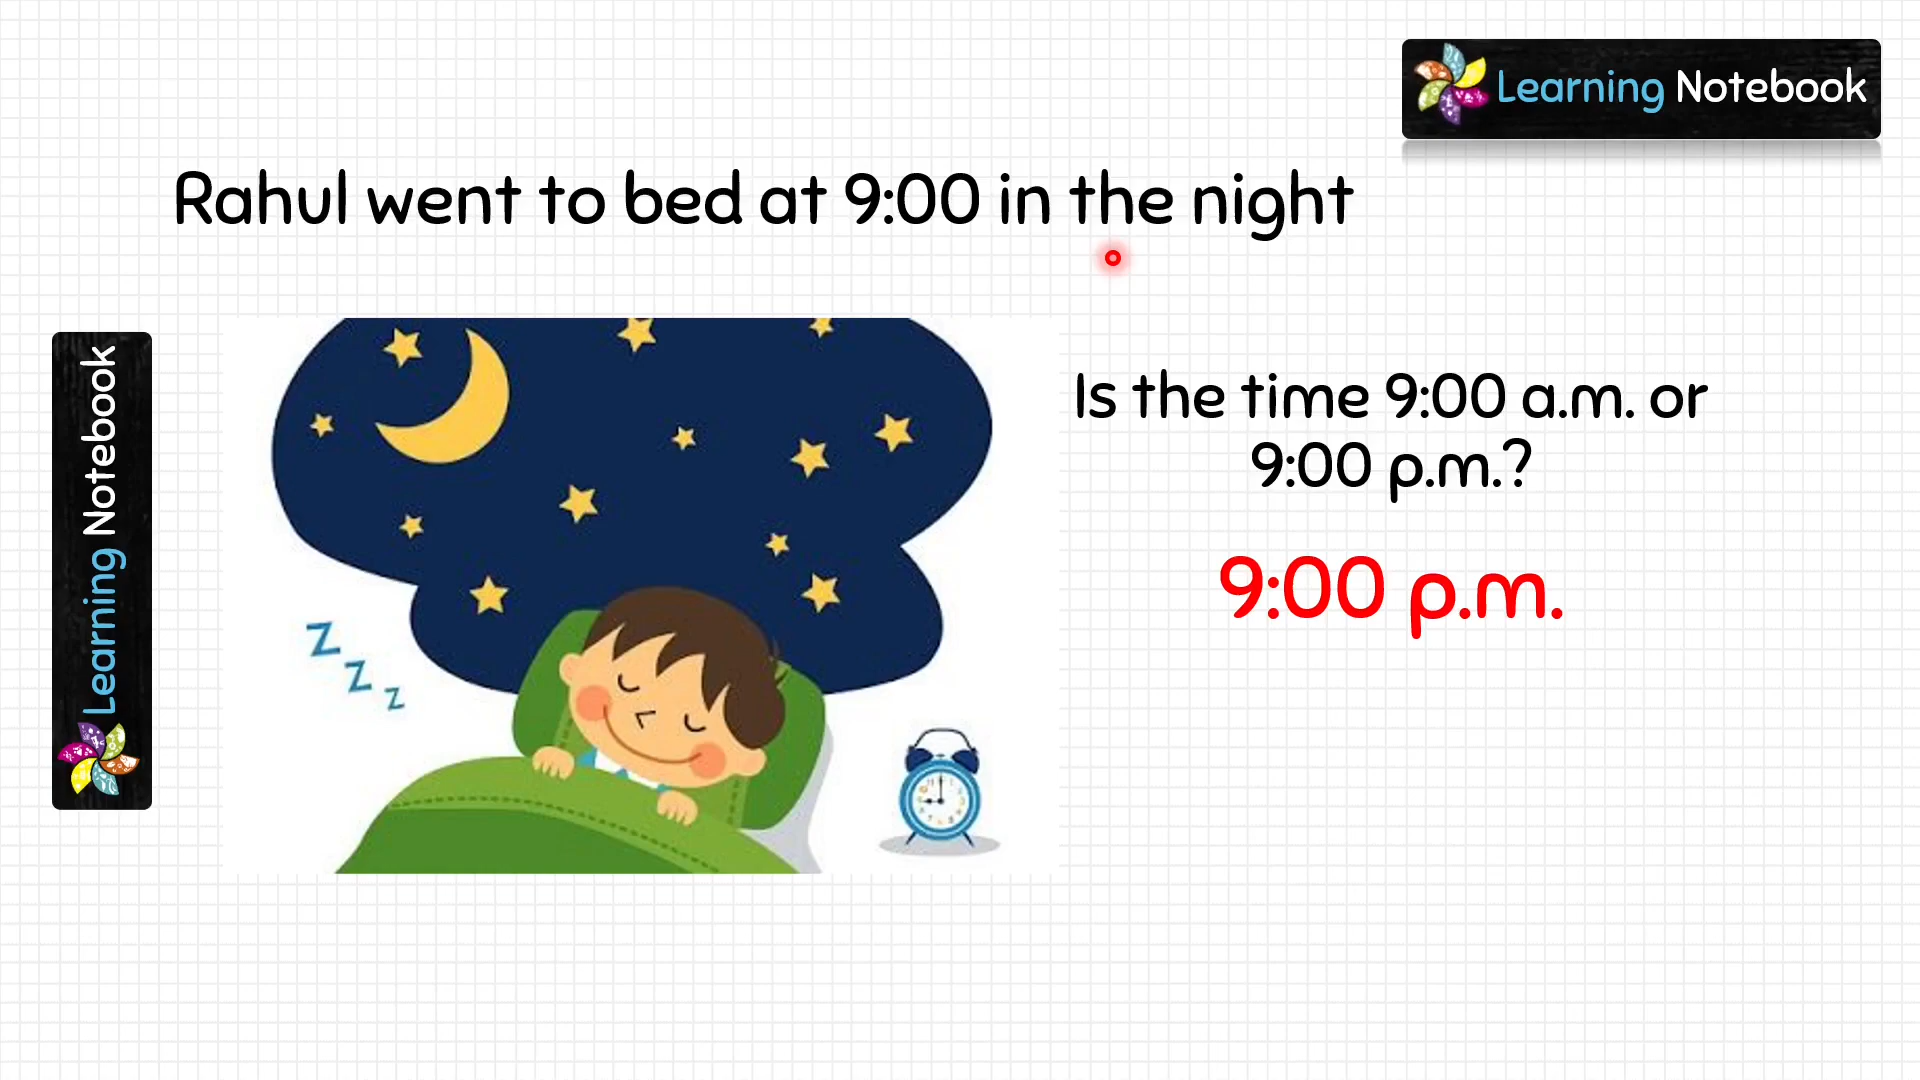 Learning Notebook
Rahul went to bed at 9:00 in the night
Learning Notebook
Is the time 9:00 a.m. or
9:00 p.m.?
9:00 p.m.
z
z
z